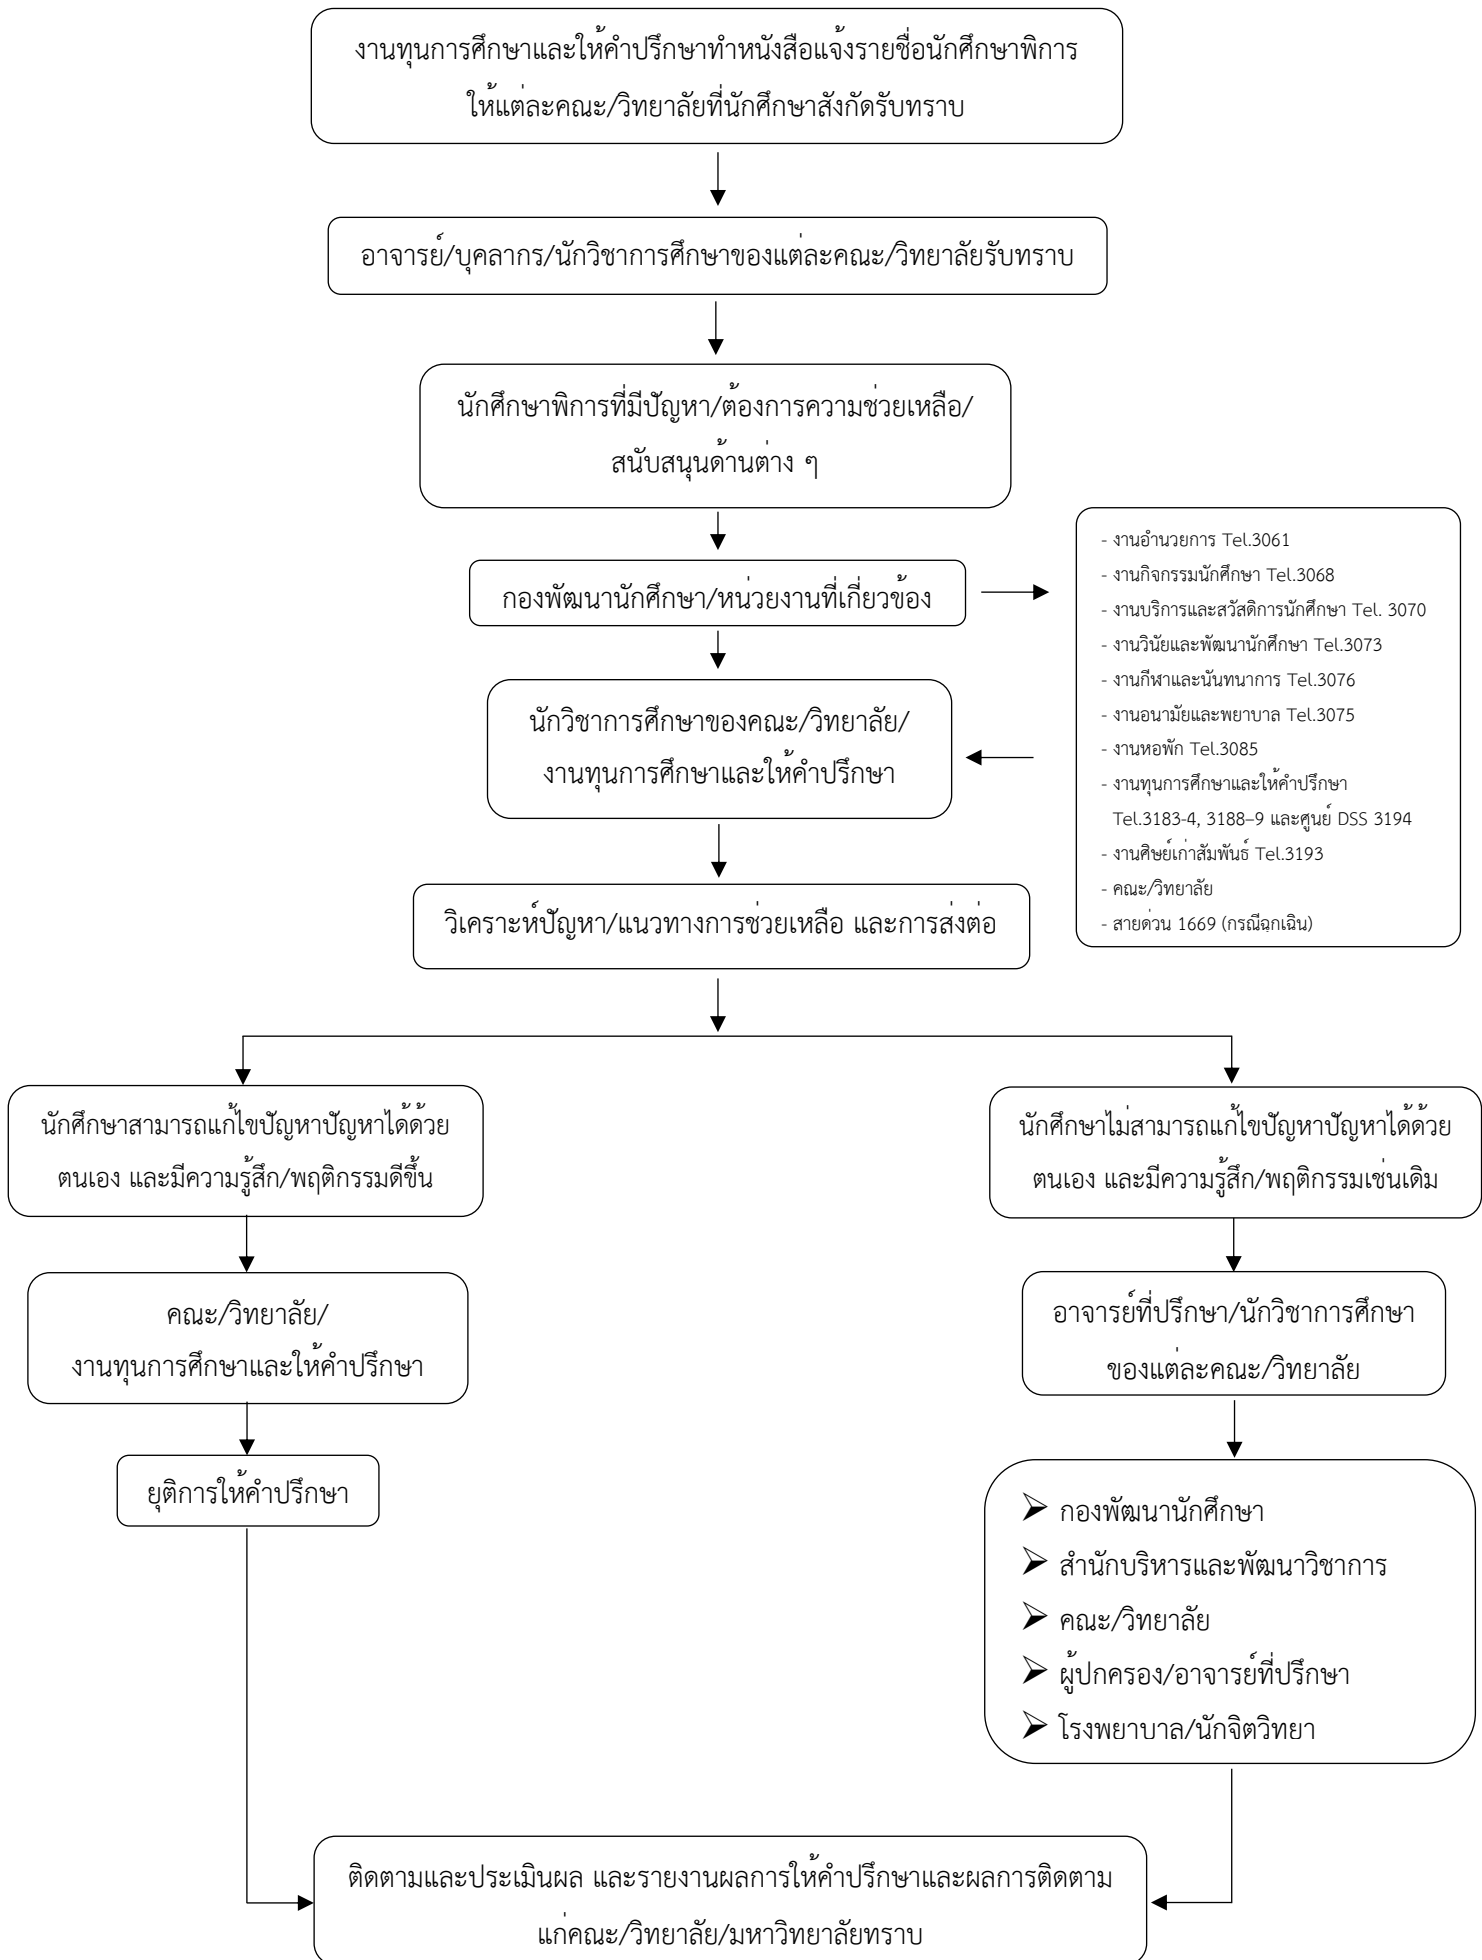 งานทุนการศึกษาและให้คำปรึกษาทำหนังสือแจ้งรายชื่อนักศึกษาพิการ
ให้แต่ละคณะ/วิทยาลัยที่นักศึกษาสังกัดรับทราบ
อาจารย์/บุคลากร/นักวิชาการศึกษาของแต่ละคณะ/วิทยาลัยรับทราบ
นักศึกษาพิการที่มีปัญหา/ต้องการความช่วยเหลือ/
สนับสนุนด้านต่าง ๆ
กองพัฒนานักศึกษา/หน่วยงานที่เกี่ยวข้อง
- งานอำนวยการ Tel.3061
- งานกิจกรรมนักศึกษา Tel.3068
- งานบริการและสวัสดิการนักศึกษา Tel. 3070
- งานวินัยและพัฒนานักศึกษา Tel.3073
- งานกีฬาและนันทนาการ Tel.3076
- งานอนามัยและพยาบาล Tel.3075
- งานหอพัก Tel.3085
- งานทุนการศึกษาและให้คำปรึกษา
Tel.3183-4, 3188–9 และศูนย์ DSS 3194
- งานศิษย์เก่าสัมพันธ์ Tel.3193
- คณะ/วิทยาลัย
- สายด่วน 1669 (กรณีฉุกเฉิน)
นักวิชาการศึกษาของคณะ/วิทยาลัย/
งานทุนการศึกษาและให้คำปรึกษา
วิเคราะห์ปัญหา/แนวทางการช่วยเหลือ และการส่งต่อ
นักศึกษาสามารถแก้ไขปัญหาปัญหาได้ด้วย
ตนเอง และมีความรู้สึก/พฤติกรรมดีขึ้น
คณะ/วิทยาลัย/
งานทุนการศึกษาและให้คำปรึกษา
ยุติการให้คำปรึกษา
นักศึกษาไม่สามารถแก้ไขปัญหาปัญหาได้ด้วย
ตนเอง และมีความรู้สึก/พฤติกรรมเช่นเดิม
อาจารย์ที่ปรึกษา/นักวิชาการศึกษา
ของแต่ละคณะ/วิทยาลัย
➢ กองพัฒนานักศึกษา
➢ สำนักบริหารและพัฒนาวิชาการ
➢ คณะ/วิทยาลัย
➢ ผู้ปกครอง/อาจารย์ที่ปรึกษา
➢ โรงพยาบาล/นักจิตวิทยา
ติดตามและประเมินผล และรายงานผลการให้คำปรึกษาและผลการติดตาม
แก่คณะ/วิทยาลัย/มหาวิทยาลัยทราบ